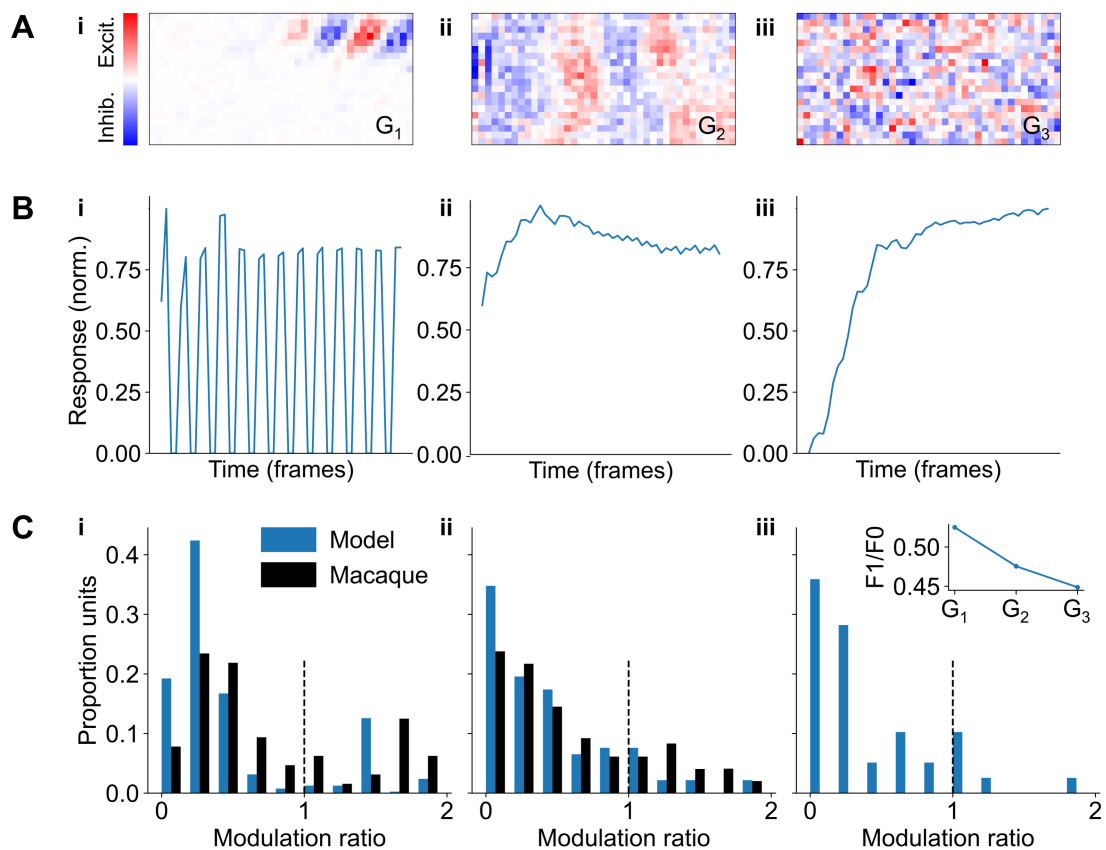 A
i
ii
iii
Excit.
Inhib.
G1
G2
G3
B
i
ii
iii
Response (norm.)
0.75
0.50
0.25
0.00
Time (frames)
0.75
0.50
0.25
0.00
Time (frames)
0.75
0.50
0.25
0.00
Time (frames)
C
i
ii
iii
Model
Macaque
Proportion units
0.4
0.3
0.2
0.1
0.0
0
1
2
Modulation ratio
0
1
2
Modulation ratio
F1/F0
0.50
0.45
G1
G2
G3
0
1
2
Modulation ratio